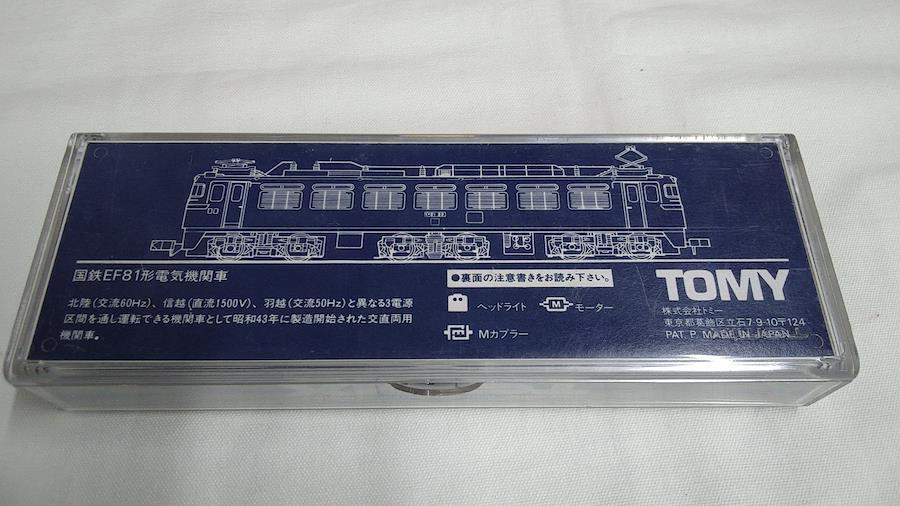 国鉄EF81形電気機関車
北陸(交流60Hz)、信越(直流1500V)、羽越(交流50Hz)と異なる3電源
区間を通し運転できる機関車として昭和43年に製造開始された交直両用
機関車。
●裏面の注意書きをお読み下さい。
ヘッドライト M モーター
Mカプラー
TOMY
株式会社トミー
東京都葛飾区立石7-9-10〒124
PAT. P. MADE IN JAPAN